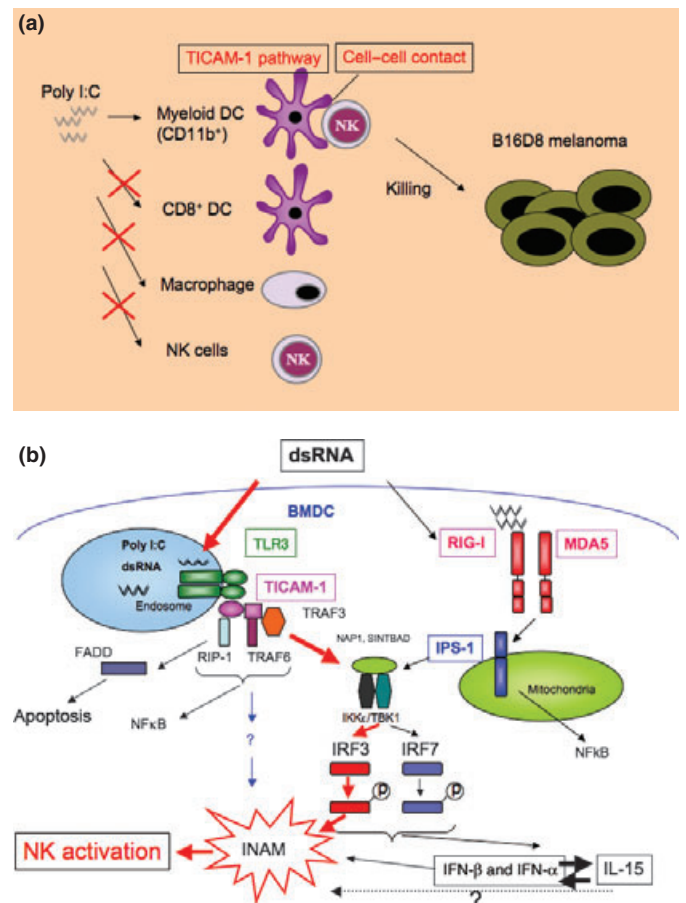 (a)
TICAM-1 pathway
Cell–cell contact
Poly I:C
Myeloid DC
(CD11b+)
NK
B16D8 melanoma
Killing
CD8+ DC
Macrophage
NK cells
NK
(b)
dsRNA
BMDC
Poly I:C
dsRNA
Endosome
TLR3
TICAM-1
RIG-I
MDA5
TRAF3
FADD
RIP-1
TRAF6
NAP1, SINTBAD
IPS-1
Mitochondria
Apoptosis
NFκB
IKKε/TBK1
NFkB
?
IRF3
IRF7
P
P
NK activation
INAM
IFN-β and IFN-α
IL-15
?